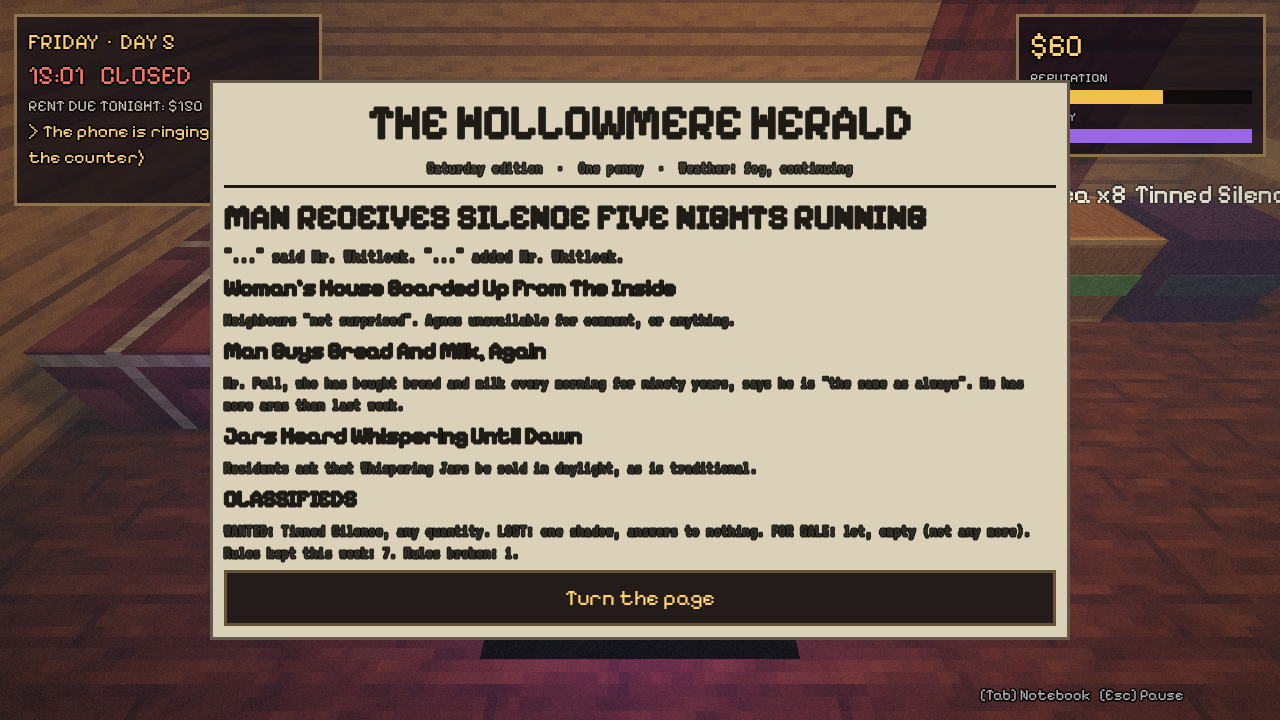 FRIDAY · DAY 5
18:01 CLOSED
RENT DUE TONIGHT: $180
> The phone is ringing
the counter)
$60
REPUTATION
Y
ea x8 Tinned Silenc
THE HOLLOWMERE HERALD
Saturday edition · One penny · Weather: fog, continuing
MAN RECEIVES SILENCE FIVE NIGHTS RUNNING
"..." said Mr. Whitlock. "..." added Mr. Whitlock.
Woman's House Boarded Up From The Inside
Neighbours "not surprised". Agnes unavailable for comment, or anything.
Man Buys Bread And Milk, Again
Mr. Pell, who has bought bread and milk every morning for ninety years, says he is "the same as always". He has
more arms than last week.
Jars Heard Whispering Until Dawn
Residents ask that Whispering Jars be sold in daylight, as is traditional.
CLASSIFIEDS
WANTED: Tinned Silence, any quantity. LOST: one shadow, answers to nothing. FOR SALE: lot, empty (not any more).
Rules kept this week: 7. Rules broken: 1.
Turn the page
(Tab) Notebook (Esc) Pause